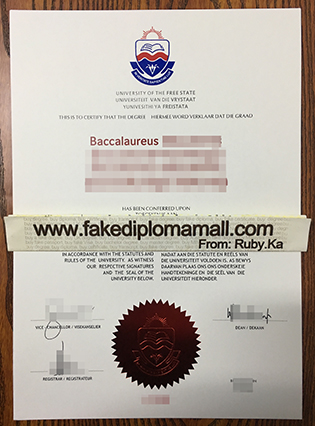 UNIVERSITY OF THE FREE STATE
UNIVERSITEIT VAN DIE VRYSTAAT
YUNIVESITHI YA FREISTATA
THIS IS TO CERTIFY THAT THE DEGREE HIERMEE WORD VERKLAAR DAT DIE GRAAD
Baccalaureus
HAS BEEN CONFERRED UPON
www.fakediplomamall.com
From: Ruby.Ka
IN ACCORDANCE WITH THE STATUTES AND
RULES OF THE UNIVERSITY. AS WITNESS
OUR RESPECTIVE SIGNATURES
AND THE SEAL OF THE
UNIVERSITY BELOW.
NADAT AAN DIE STATUTE EN REËLS VAN
DIE UNIVERSITEIT VOLDOEN IS. AS BEWYS
DAARVAN PLAAS ONS ONS ONDERSKEIE
HANDTEKENINGE EN DIE SEËL VAN DIE
UNIVERSITEIT HIERONDER.
VICE-CHANCELLOR / VISEKANSELIER
DEAN / DEKAAN
REGISTRAR / REGISTRATEUR